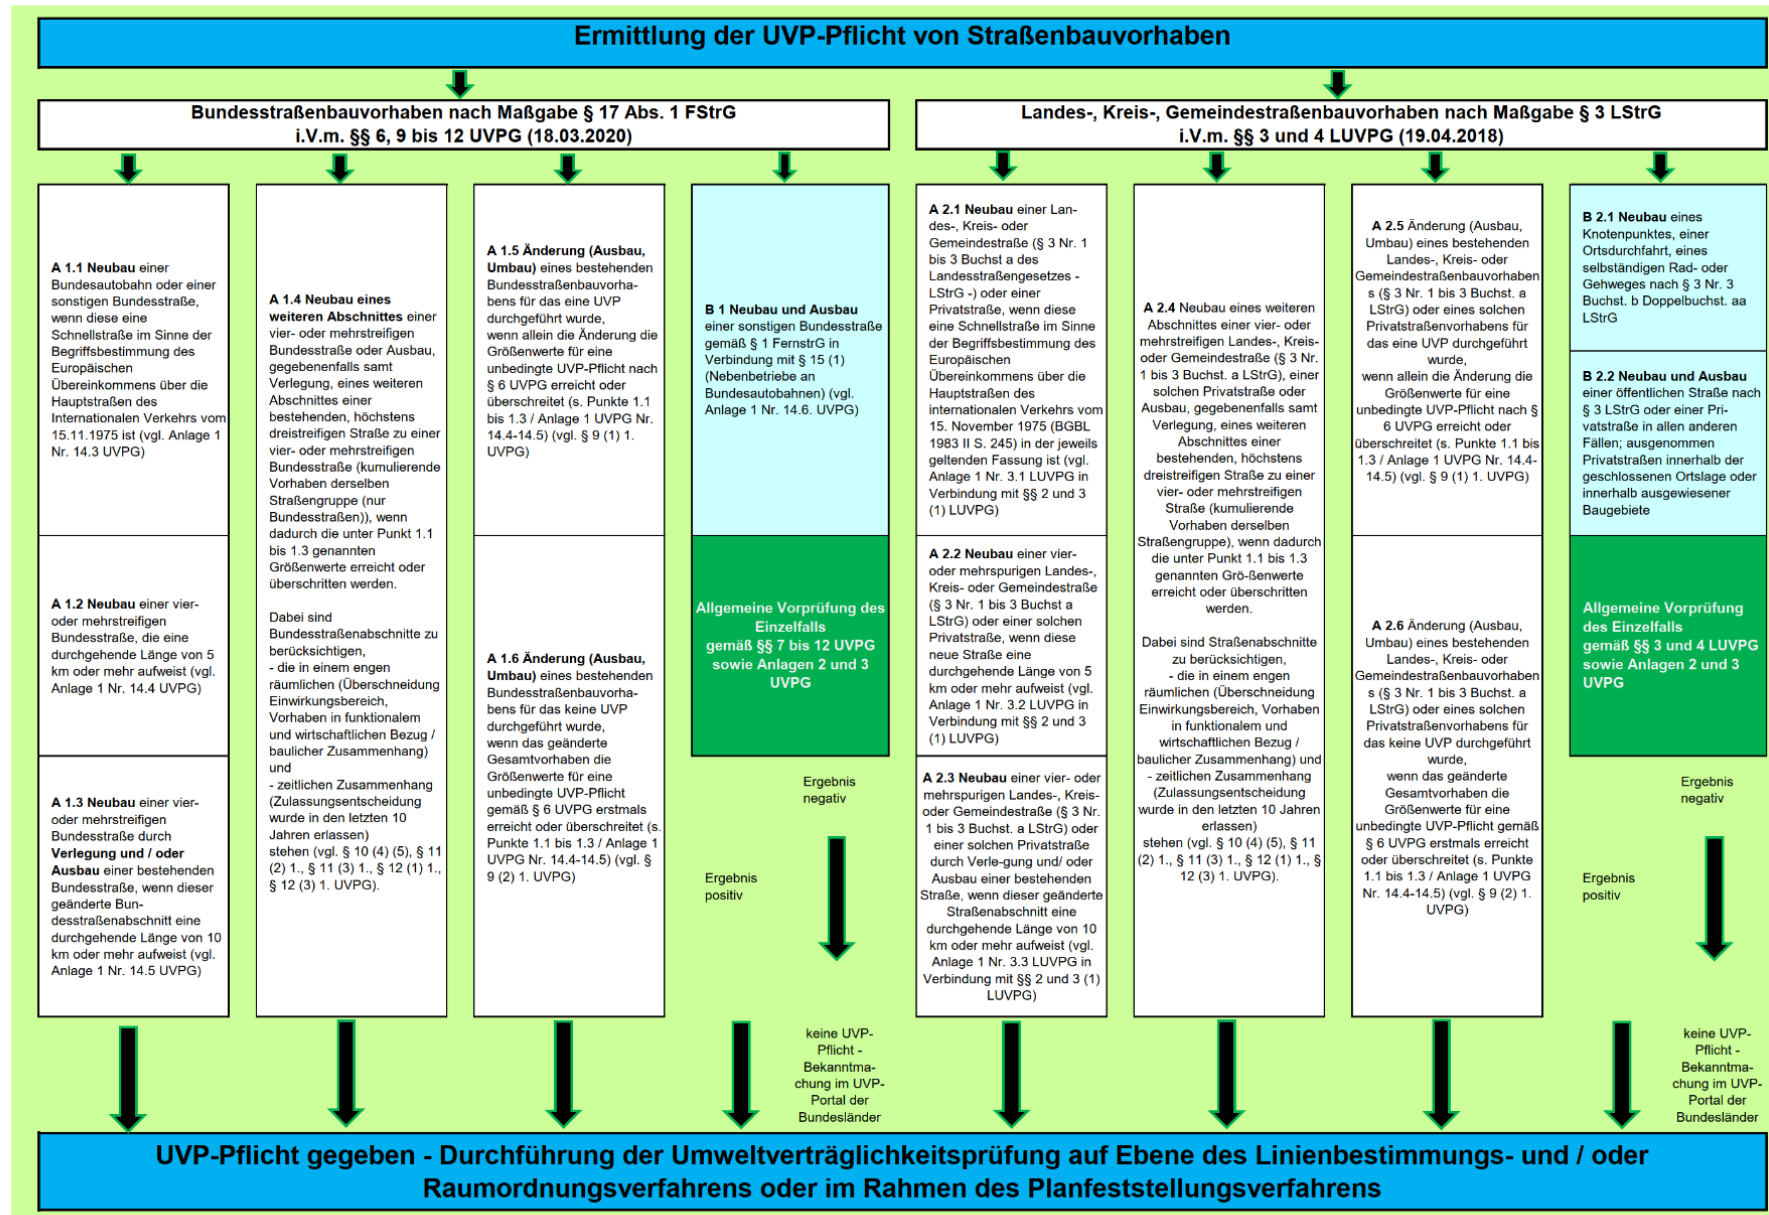 Ermittlung der UVP-Pflicht von Straßenbauvorhaben
Bundesstraßenbauvorhaben nach Maßgabe § 17 Abs. 1 FStrG
i.V.m. §§ 6, 9 bis 12 UVPG (18.03.2020)
Landes-, Kreis-, Gemeindestraßenbauvorhaben nach Maßgabe § 3 LStrG
i.V.m. §§ 3 und 4 LUVPG (19.04.2018)
A 1.1 Neubau einer
Bundesautobahn oder einer
sonstigen Bundesstraße,
wenn diese eine
Schnellstraße im Sinne der
Begriffsbestimmung des
Europäischen
Übereinkommens über die
Hauptstraßen des
Internationalen Verkehrs vom
15.11.1975 ist (vgl. Anlage 1
Nr. 14.3 UVPG)
A 1.2 Neubau einer vier-
oder mehrstreifigen
Bundesstraße, die eine
durchgehende Länge von 5
km oder mehr aufweist (vgl.
Anlage 1 Nr. 14.4 UVPG)
A 1.3 Neubau einer vier-
oder mehrstreifigen
Bundesstraße durch
Verlegung und / oder
Ausbau einer bestehenden
Bundesstraße, wenn dieser
geänderte Bun-
desstraßenabschnitt eine
durchgehende Länge von 10
km oder mehr aufweist (vgl.
Anlage 1 Nr. 14.5 UVPG)
A 1.4 Neubau eines
weiteren Abschnittes einer
vier- oder mehrstreifigen
Bundesstraße oder Ausbau,
gegebenenfalls samt
Verlegung, eines weiteren
Abschnittes einer
bestehenden, höchstens
dreistreifigen Straße zu einer
vier- oder mehrstreifigen
Bundesstraße (kumulierende
Vorhaben derselben
Straßengruppe (nur
Bundesstraßen)), wenn
dadurch die unter Punkt 1.1
bis 1.3 genannten
Größenwerte erreicht oder
überschritten werden.
Dabei sind
Bundesstraßenabschnitte zu
berücksichtigen,
- die in einem engen
räumlichen (Überschneidung
Einwirkungsbereich,
Vorhaben in funktionalem
und wirtschaftlichen Bezug /
baulicher Zusammenhang)
und
- zeitlichen Zusammenhang
(Zulassungsentscheidung
wurde in den letzten 10
Jahren erlassen)
stehen (vgl. § 10 (4) (5), § 11
(2) 1., § 11 (3) 1., § 12 (1) 1.,
§ 12 (3) 1. UVPG).
A 1.5 Änderung (Ausbau,
Umbau) eines bestehenden
Bundesstraßenbauvorha-
bens für das eine UVP
durchgeführt wurde,
wenn allein die Änderung die
Größenwerte für eine
unbedingte UVP-Pflicht nach
§ 6 UVPG erreicht oder
überschreitet (s. Punkte 1.1
bis 1.3 / Anlage 1 UVPG Nr.
14.4-14.5) (vgl. § 9 (1) 1.
UVPG)
A 1.6 Änderung (Ausbau,
Umbau) eines bestehenden
Bundesstraßenbauvorha-
bens für das keine UVP
durchgeführt wurde,
wenn das geänderte
Gesamtvorhaben die
Größenwerte für eine
unbedingte UVP-Pflicht
gemäß § 6 UVPG erstmals
erreicht oder überschreitet (s.
Punkte 1.1 bis 1.3 / Anlage 1
UVPG Nr. 14.4-14.5) (vgl. §
9 (2) 1. UVPG)
B 1 Neubau und Ausbau
einer sonstigen Bundesstraße
gemäß § 1 FernstrG in
Verbindung mit § 15 (1)
(Nebenbetriebe an
Bundesautobahnen) (vgl.
Anlage 1 Nr. 14.6. UVPG)
Allgemeine Vorprüfung des
Einzelfalls
gemäß §§ 7 bis 12 UVPG
sowie Anlagen 2 und 3
UVPG
Ergebnis
negativ
Ergebnis
positiv
keine UVP-
Pflicht -
Bekanntma-
chung im UVP-
Portal der
Bundesländer
A 2.1 Neubau einer Lan-
des-, Kreis- oder
Gemeindestraße (§ 3 Nr. 1
bis 3 Buchst a des
Landesstraßengesetzes -
LStrG -) oder einer
Privatstraße, wenn diese
eine Schnellstraße im Sinne
der Begriffsbestimmung des
Europäischen
Übereinkommens über die
Hauptstraßen des
internationalen Verkehrs vom
15. November 1975 (BGBL
1983 II S. 245) in der jeweils
geltenden Fassung ist (vgl.
Anlage 1 Nr. 3.1 LUVPG in
Verbindung mit §§ 2 und 3
(1) LUVPG)
A 2.2 Neubau einer vier-
oder mehrspurigen Landes-,
Kreis- oder Gemeindestraße
(§ 3 Nr. 1 bis 3 Buchst a
LStrG) oder einer solchen
Privatstraße, wenn diese
neue Straße eine
durchgehende Länge von 5
km oder mehr aufweist (vgl.
Anlage 1 Nr. 3.2 LUVPG in
Verbindung mit §§ 2 und 3
(1) LUVPG)
A 2.3 Neubau einer vier- oder
mehrspurigen Landes-, Kreis-
oder Gemeindestraße (§ 3 Nr.
1 bis 3 Buchst. a LStrG) oder
einer solchen Privatstraße
durch Verle-gung und/ oder
Ausbau einer bestehenden
Straße, wenn dieser geänderte
Straßenabschnitt eine
durchgehende Länge von 10
km oder mehr aufweist (vgl.
Anlage 1 Nr. 3.3 LUVPG in
Verbindung mit §§ 2 und 3 (1)
LUVPG)
A 2.4 Neubau eines weiteren
Abschnittes einer vier- oder
mehrstreifigen Landes-, Kreis-
oder Gemeindestraße (§ 3 Nr.
1 bis 3 Buchst. a LStrG), einer
solchen Privatstraße oder
Ausbau, gegebenenfalls samt
Verlegung, eines weiteren
Abschnittes einer
bestehenden, höchstens
dreistreifigen Straße zu einer
vier- oder mehrstreifigen
Straße (kumulierende
Vorhaben derselben
Straßengruppe), wenn dadurch
die unter Punkt 1.1 bis 1.3
genannten Grö-ßenwerte
erreicht oder überschritten
werden.
Dabei sind Straßenabschnitte
zu berücksichtigen,
- die in einem engen
räumlichen (Überschneidung
Einwirkungsbereich, Vorhaben
in funktionalem und
wirtschaftlichen Bezug /
baulicher Zusammenhang) und
- zeitlichen Zusammenhang
(Zulassungsentscheidung
wurde in den letzten 10 Jahren
erlassen)
stehen (vgl. § 10 (4) (5), § 11
(2) 1., § 11 (3) 1., § 12 (1) 1., §
12 (3) 1. UVPG).
A 2.5 Änderung (Ausbau,
Umbau) eines bestehenden
Landes-, Kreis- oder
Gemeindestraßenbauvorhaben
s (§ 3 Nr. 1 bis 3 Buchst. a
LStrG) oder eines solchen
Privatstraßenvorhabens für
das eine UVP durchgeführt
wurde,
wenn allein die Änderung die
Größenwerte für eine
unbedingte UVP-Pflicht nach §
6 UVPG erreicht oder
überschreitet (s. Punkte 1.1 bis
1.3 / Anlage 1 UVPG Nr. 14.4-
14.5) (vgl. § 9 (1) 1. UVPG)
A 2.6 Änderung (Ausbau,
Umbau) eines bestehenden
Landes-, Kreis- oder
Gemeindestraßenbauvorhaben
s (§ 3 Nr. 1 bis 3 Buchst. a
LStrG) oder eines solchen
Privatstraßenvorhabens für
das keine UVP durchgeführt
wurde,
wenn das geänderte
Gesamtvorhaben die
Größenwerte für eine
unbedingte UVP-Pflicht gemäß
§ 6 UVPG erstmals erreicht
oder überschreitet (s. Punkte
1.1 bis 1.3 / Anlage 1 UVPG
Nr. 14.4-14.5) (vgl. § 9 (2) 1.
UVPG)
B 2.1 Neubau eines
Knotenpunktes, einer
Ortsdurchfahrt, eines
selbständigen Rad- oder
Gehweges nach § 3 Nr. 3
Buchst. b Doppelbuchst. aa
LStrG
B 2.2 Neubau und Ausbau
einer öffentlichen Straße nach
§ 3 LStrG oder einer Pri-
vatstraße in allen anderen
Fällen; ausgenommen
Privatstraßen innerhalb der
geschlossenen Ortslage oder
innerhalb ausgewiesener
Baugebiete
Allgemeine Vorprüfung
des Einzelfalls
gemäß §§ 3 und 4 LUVPG
sowie Anlagen 2 und 3
UVPG
Ergebnis
negativ
Ergebnis
positiv
keine UVP-
Pflicht -
Bekanntma-
chung im UVP-
Portal der
Bundesländer
UVP-Pflicht gegeben - Durchführung der Umweltverträglichkeitsprüfung auf Ebene des Linienbestimmungs- und / oder
Raumordnungsverfahrens oder im Rahmen des Planfeststellungsverfahrens